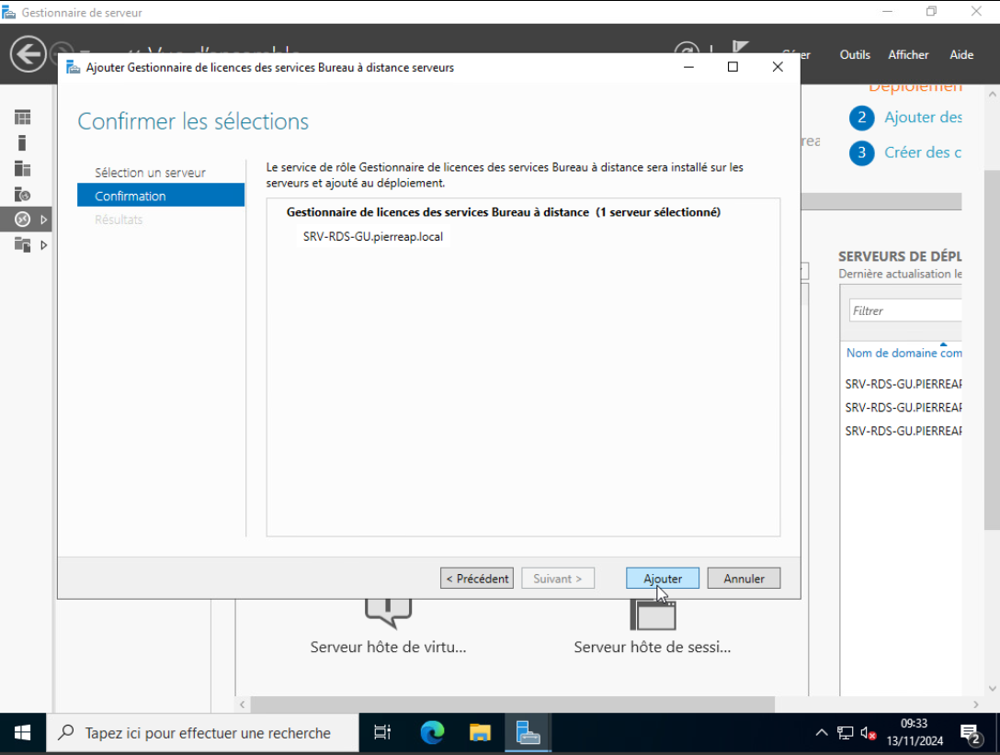 Gestionnaire de serveur
Gérer
Outils
Afficher
Aide
Ajouter Gestionnaire de licences des services Bureau à distance serveurs
Confirmer les sélections
Sélection un serveur
Confirmation
Résultats
Le service de rôle Gestionnaire de licences des services Bureau à distance sera installé sur les
serveurs et ajouté au déploiement.
Gestionnaire de licences des services Bureau à distance (1 serveur sélectionné)
SRV-RDS-GU.pierreap.local
< Précédent
Suivant >
Ajouter
Annuler
2 Ajouter des
3 Créer des c
SERVEURS DE DÉPL
Dernière actualisation le
Filtrer
Nom de domaine com
SRV-RDS-GU.PIERREAP
SRV-RDS-GU.PIERREAP
SRV-RDS-GU.PIERREAP
Serveur hôte de virtu...
Serveur hôte de sessi...
Tapez ici pour effectuer une recherche
09:33
13/11/2024
2